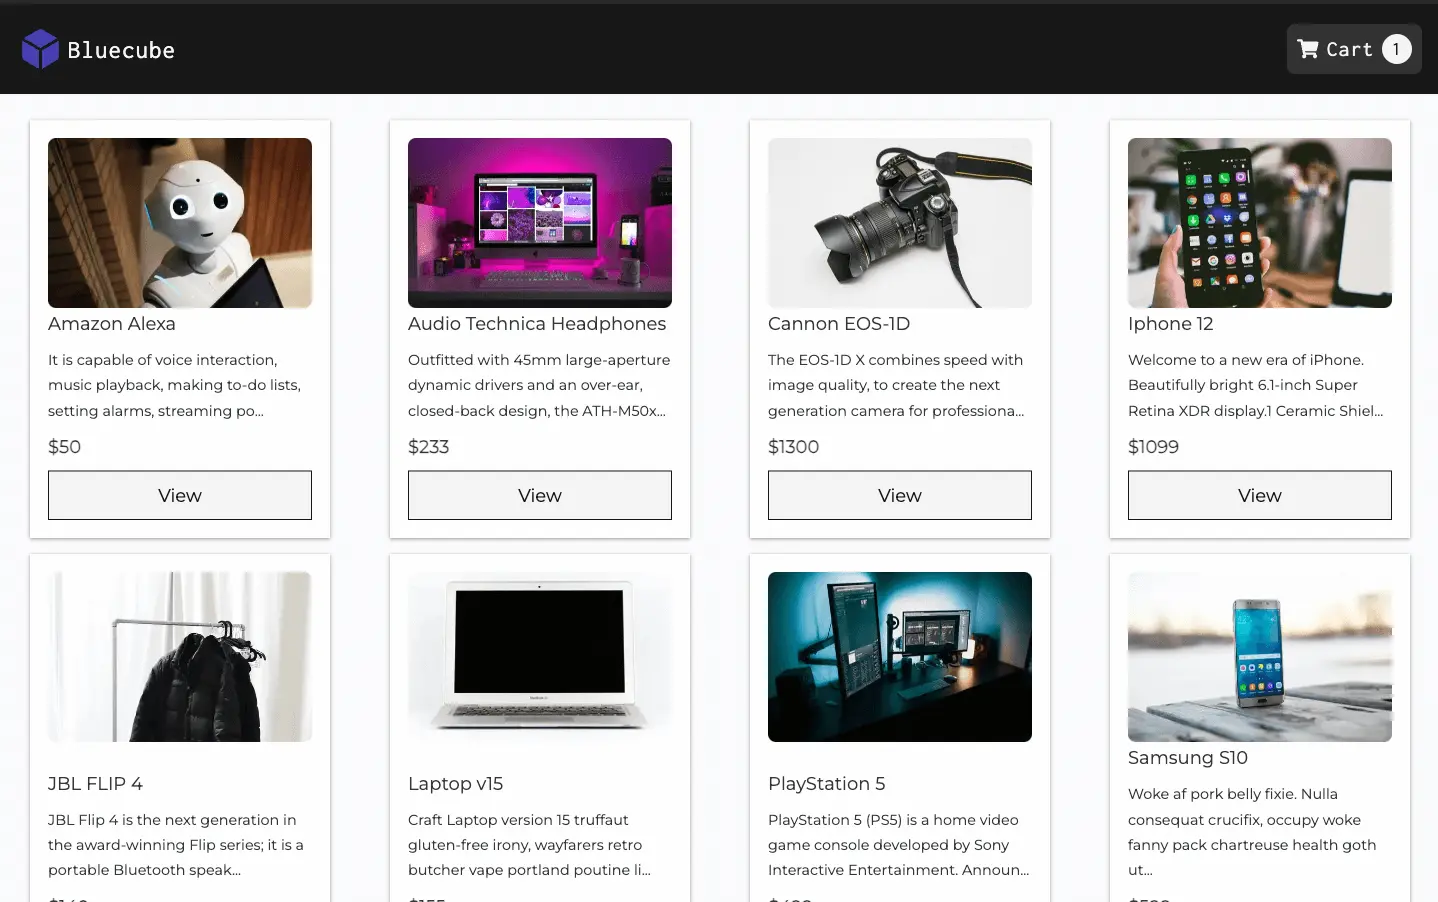 Bluecube
Cart 1
Amazon Alexa
It is capable of voice interaction,
music playback, making to-do lists,
setting alarms, streaming po...
$50
View
Audio Technica Headphones
Outfitted with 45mm large-aperture
dynamic drivers and an over-ear,
closed-back design, the ATH-M50x...
$233
View
Cannon EOS-1D
The EOS-1D X combines speed with
image quality, to create the next
generation camera for professiona...
$1300
View
Iphone 12
Welcome to a new era of iPhone.
Beautifully bright 6.1-inch Super
Retina XDR display.1 Ceramic Shiel...
$1099
View
JBL FLIP 4
JBL Flip 4 is the next generation in
the award-winning Flip series; it is a
portable Bluetooth speak...
Laptop v15
Craft Laptop version 15 truffaut
gluten-free irony, wayfarers retro
butcher vape portland poutine li...
PlayStation 5
PlayStation 5 (PS5) is a home video
game console developed by Sony
Interactive Entertainment. Announ...
Samsung S10
Woke af pork belly fixie. Nulla
consequat crucifix, occupy woke
fanny pack chartreuse health goth
ut...